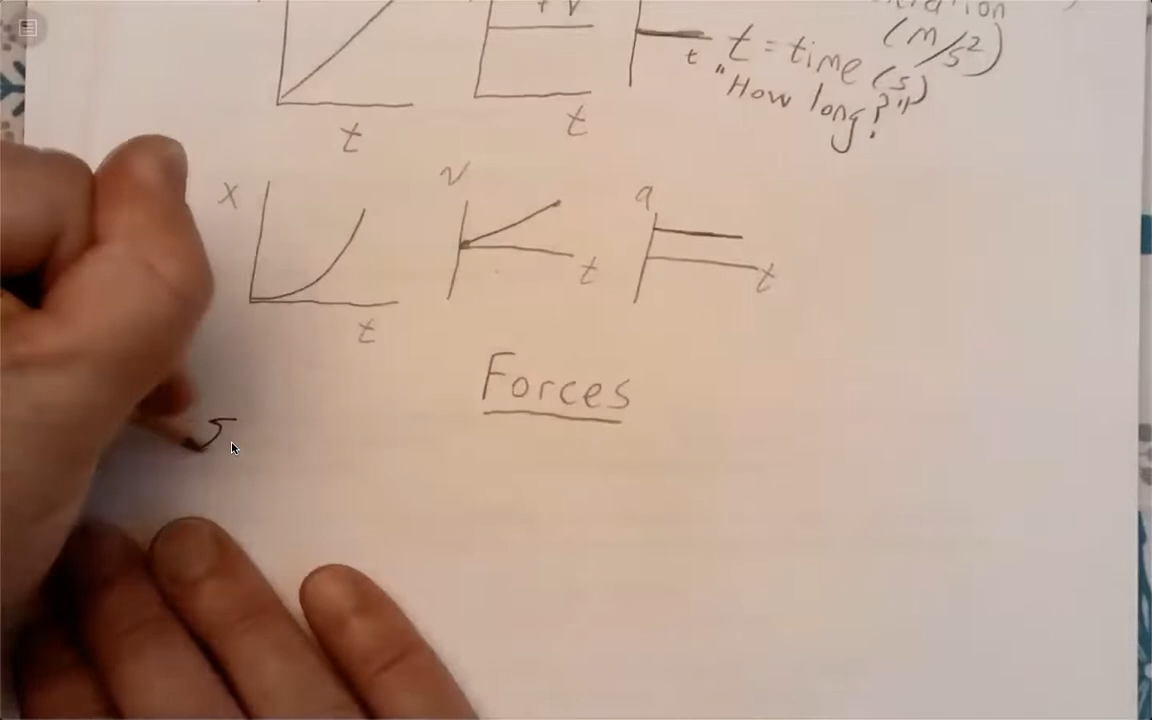 + V
(m/s²)
t t = time (s)
"How long?"
t t
x v a
t t
t
Forces